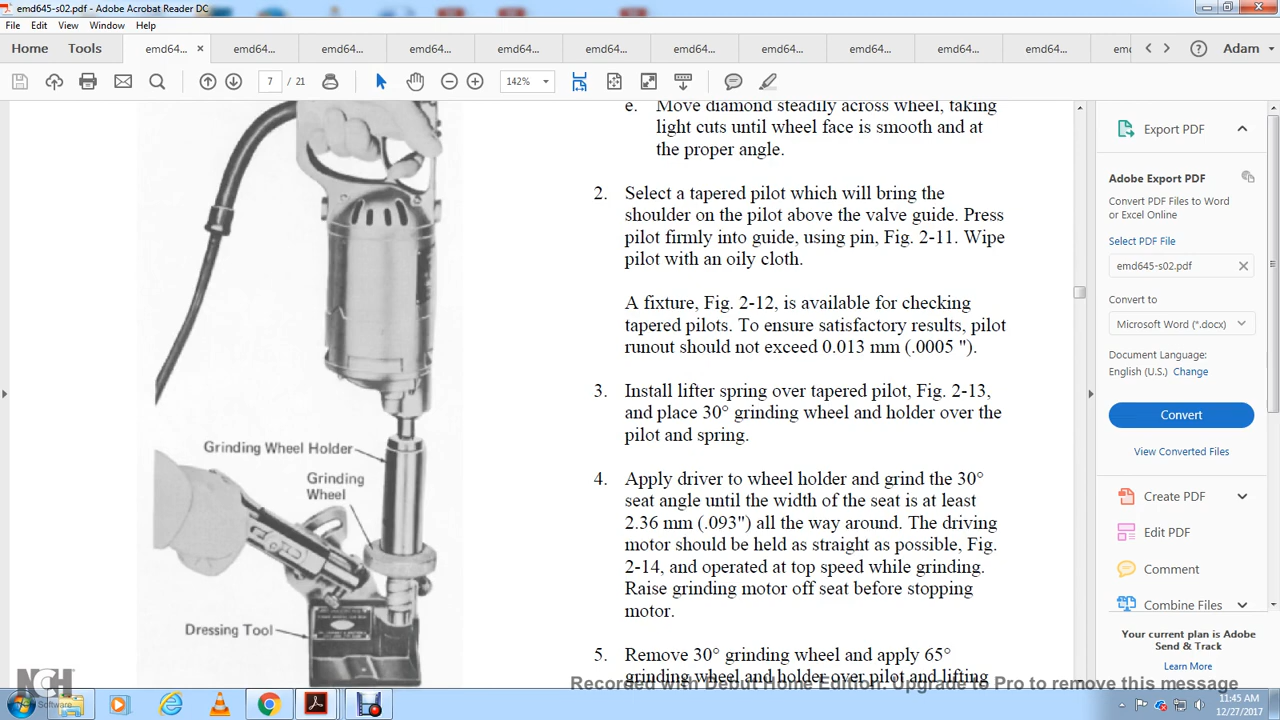 emd645-s02.pdf - Adobe Acrobat Reader DC
File Edit View Window Help
Home Tools emd64... × emd64... emd64... emd64... emd64... emd64... emd64... emd64... emd64... emd64... emd64... Adam
7 / 21 142%
e. Move diamond steadily across wheel, taking
light cuts until wheel face is smooth and at
the proper angle.
2. Select a tapered pilot which will bring the
shoulder on the pilot above the valve guide. Press
pilot firmly into guide, using pin, Fig. 2-11. Wipe
pilot with an oily cloth.
A fixture, Fig. 2-12, is available for checking
tapered pilots. To ensure satisfactory results, pilot
runout should not exceed 0.013 mm (.0005 ").
3. Install lifter spring over tapered pilot, Fig. 2-13,
and place 30° grinding wheel and holder over the
pilot and spring.
4. Apply driver to wheel holder and grind the 30°
seat angle until the width of the seat is at least
2.36 mm (.093") all the way around. The driving
motor should be held as straight as possible, Fig.
2-14, and operated at top speed while grinding.
Raise grinding motor off seat before stopping
motor.
5. Remove 30° grinding wheel and apply 65°
grinding wheel and holder over pilot and lifting
Grinding Wheel Holder
Grinding
Wheel
Dressing Tool
Export PDF
Adobe Export PDF
Convert PDF Files to Word
or Excel Online
Select PDF File
emd645-s02.pdf
Convert to
Microsoft Word (*.docx)
Document Language:
English (U.S.) Change
Convert
View Converted Files
Create PDF
Edit PDF
Comment
Combine Files
Your current plan is Adobe
Send & Track
Learn More
Recorded with Debut Home Edition. Upgrade to Pro to remove this message
NCH
Software
11:45 AM
12/27/2017